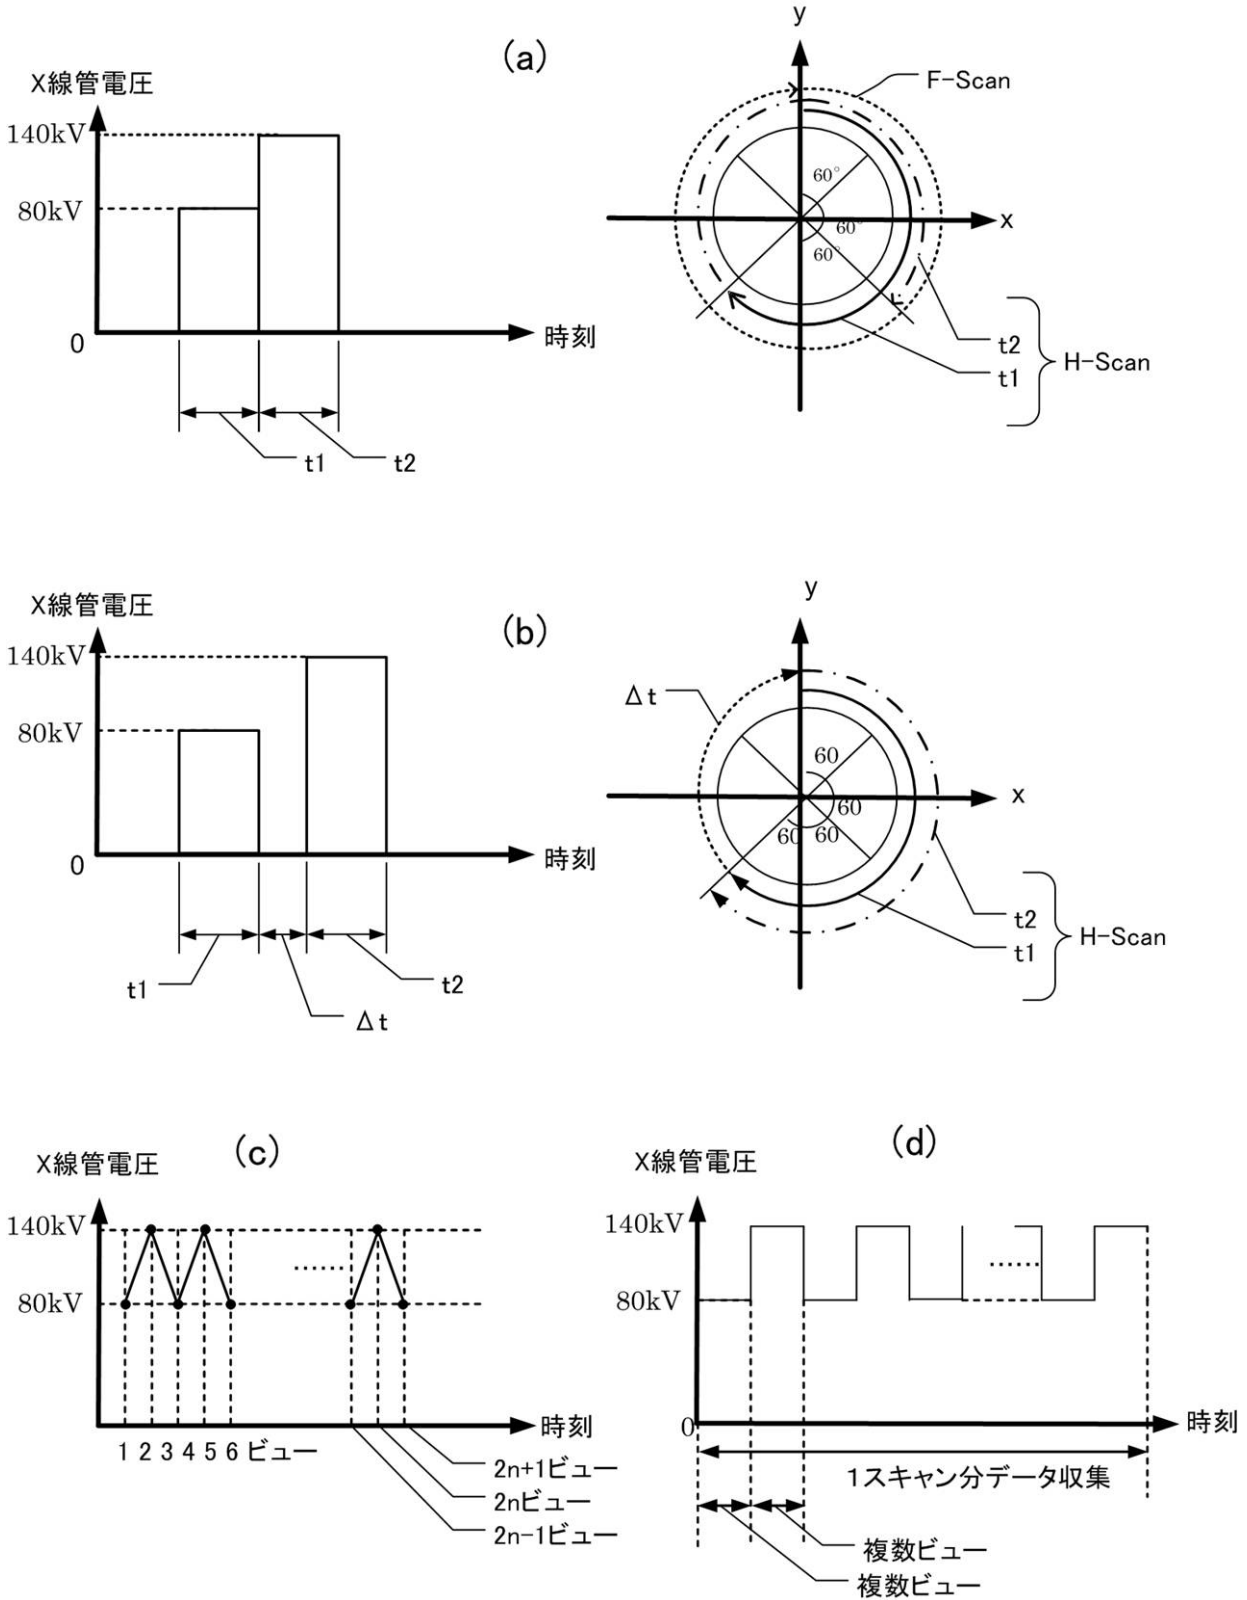 (a)
X線管電圧
140kV
80kV
0
時刻
t1
t2
y
F-Scan
60°
60°
60°
x
t2
t1
H-Scan
(b)
X線管電圧
140kV
80kV
0
時刻
t1
Δt
t2
y
Δt
60
60
60
60
x
t2
t1
H-Scan
(c)
X線管電圧
140kV
80kV
時刻
1 2 3 4 5 6 ビュー
2n+1ビュー
2nビュー
2n-1ビュー
(d)
X線管電圧
140kV
80kV
0
時刻
1スキャン分データ収集
複数ビュー
複数ビュー